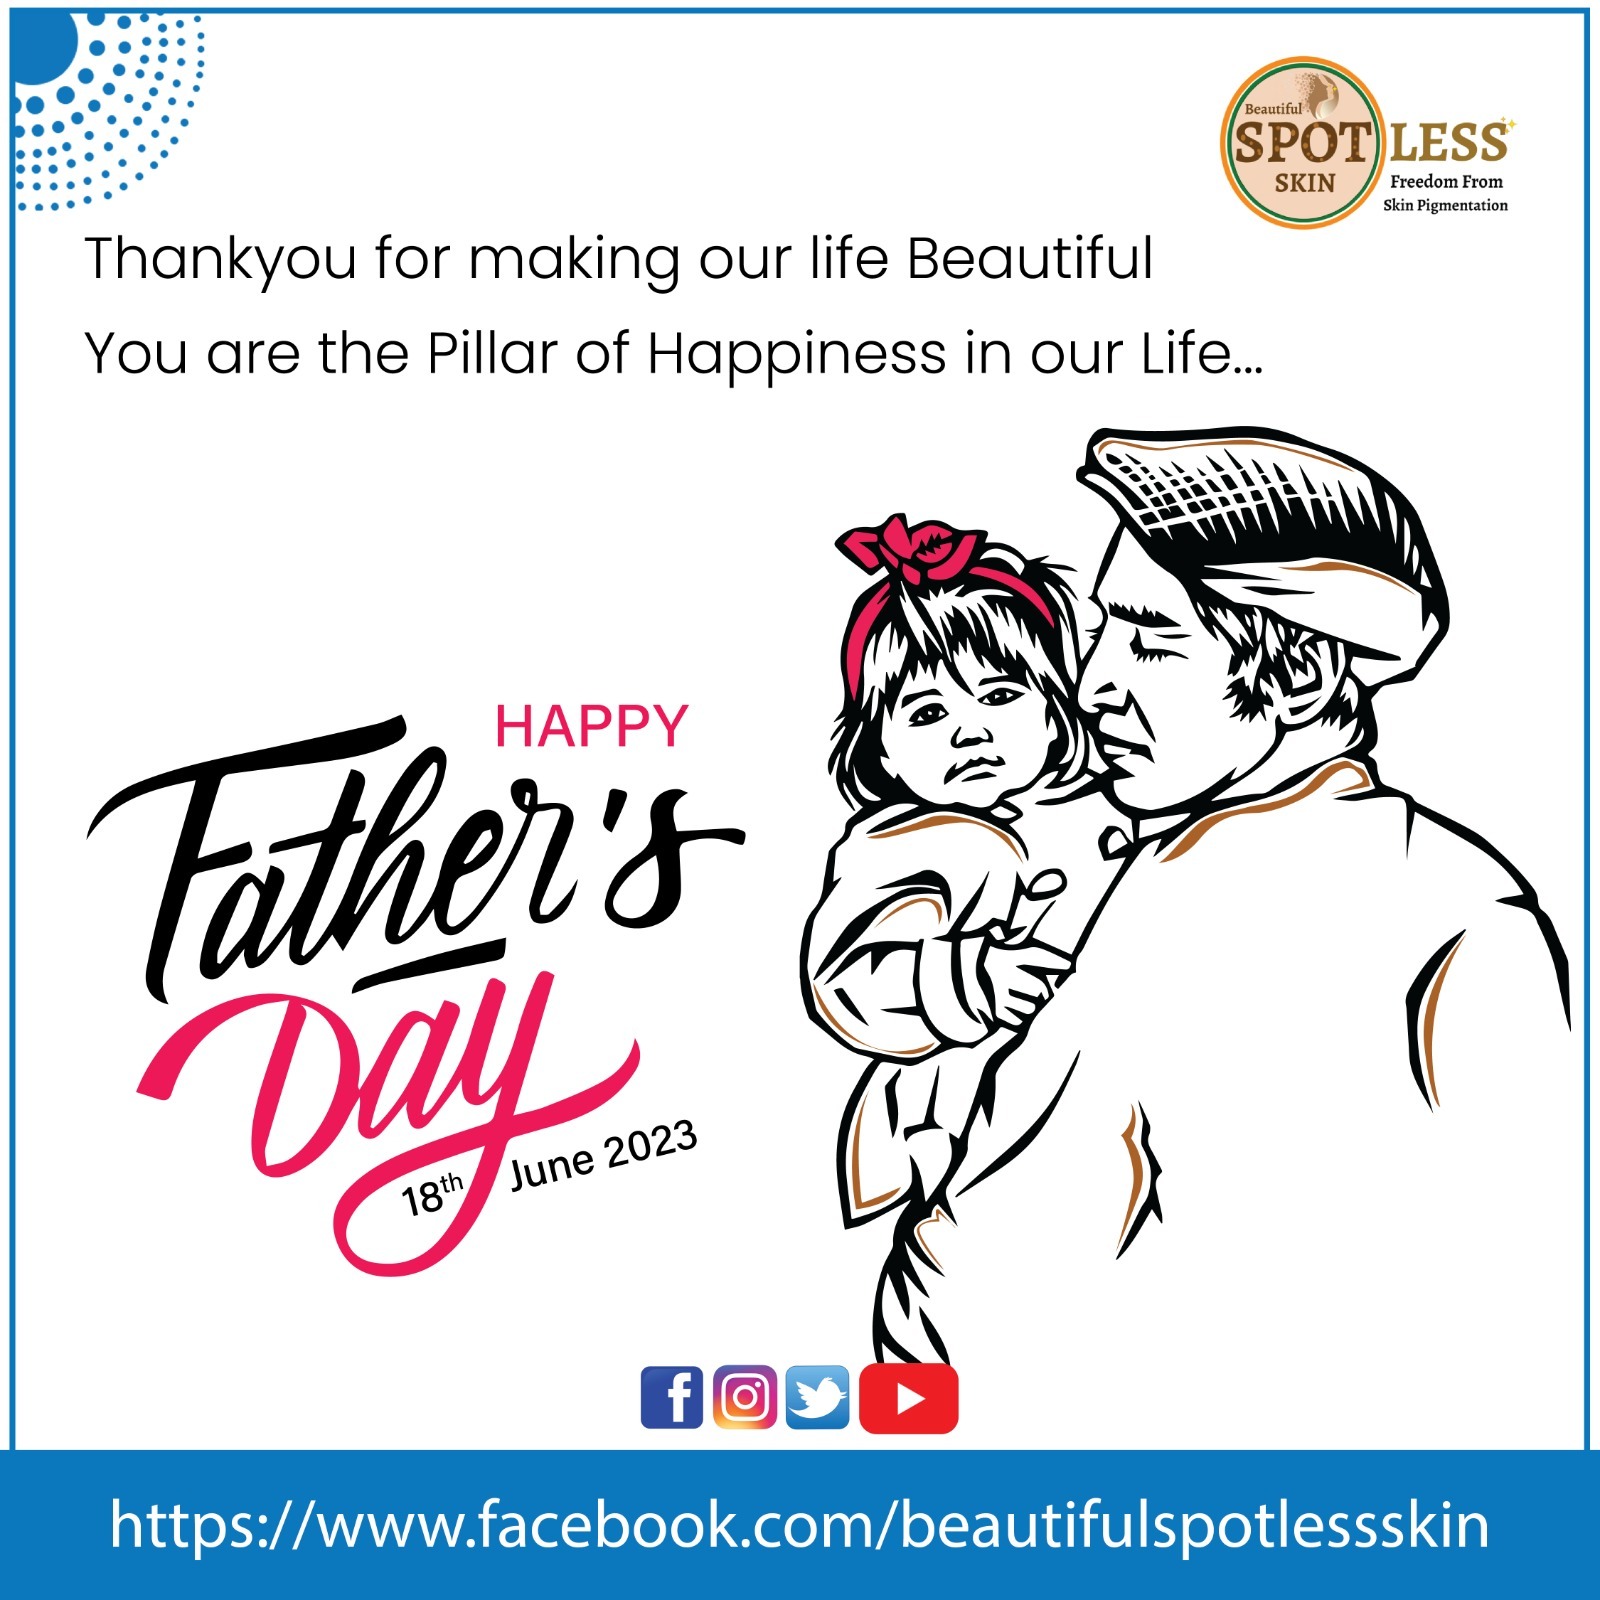 Beautiful
SPOTLESS
SKIN
Freedom From
Skin Pigmentation
Thankyou for making our life Beautiful
You are the Pillar of Happiness in our Life...
HAPPY
Father's
Day
18th June 2023
https://www.facebook.com/beautifulspotlessskin